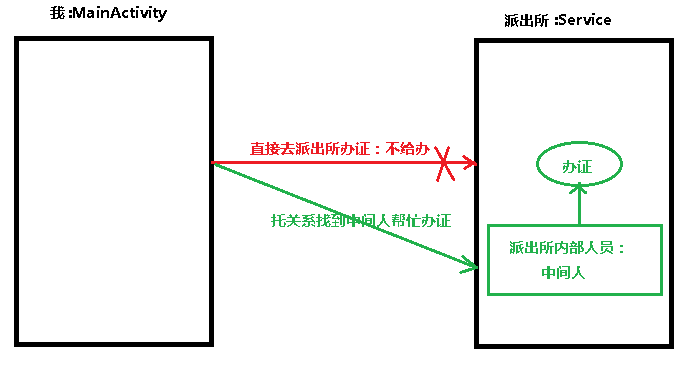 我 :MainActivity
派出所 :Service
直接去派出所办证：不给办
办证
托关系找到中间人帮忙办证
派出所内部人员：
中间人